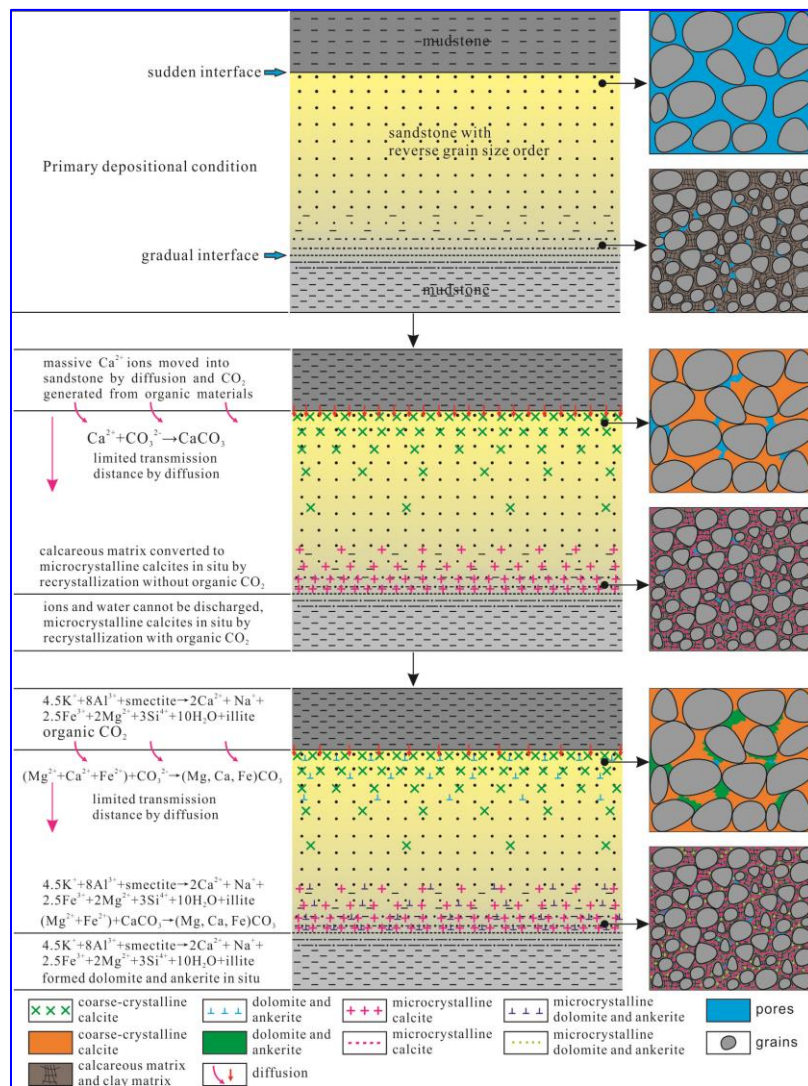 mudstone
sudden interface
sandstone with
reverse grain size order
Primary depositional condition
gradual interface
mudstone
massive Ca²⁺ ions moved into
sandstone by diffusion and CO₂
generated from organic materials
Ca²⁺+CO₃²⁻→CaCO₃
limited transmission
distance by diffusion
calcareous matrix converted to
microcrystalline calcites in situ by
recrystallization without organic CO₂
ions and water cannot be discharged,
microcrystalline calcites in situ by
recrystallization with organic CO₂
4.5K⁺+8Al³⁺+smectite→2Ca²⁺+Na⁺+
2.5Fe³⁺+2Mg²⁺+3Si⁴⁺+10H₂O+illite
organic CO₂
(Mg²⁺+Ca²⁺+Fe²⁺)+CO₃²⁻→(Mg, Ca, Fe)CO₃
limited transmission
distance by diffusion
4.5K⁺+8Al³⁺+smectite→2Ca²⁺+Na⁺+
2.5Fe³⁺+2Mg²⁺+3Si⁴⁺+10H₂O+illite
(Mg²⁺+Fe²⁺)+CaCO₃→(Mg, Ca, Fe)CO₃
4.5K⁺+8Al³⁺+smectite→2Ca²⁺+Na⁺+
2.5Fe³⁺+2Mg²⁺+3Si⁴⁺+10H₂O+illite
formed dolomite and ankerite in situ
coarse-crystalline
calcite
dolomite and
ankerite
microcrystalline
calcite
microcrystalline
dolomite and ankerite
pores
coarse-crystalline
calcite
dolomite and
ankerite
microcrystalline
calcite
microcrystalline
dolomite and ankerite
grains
calcareous matrix
and clay matrix
diffusion